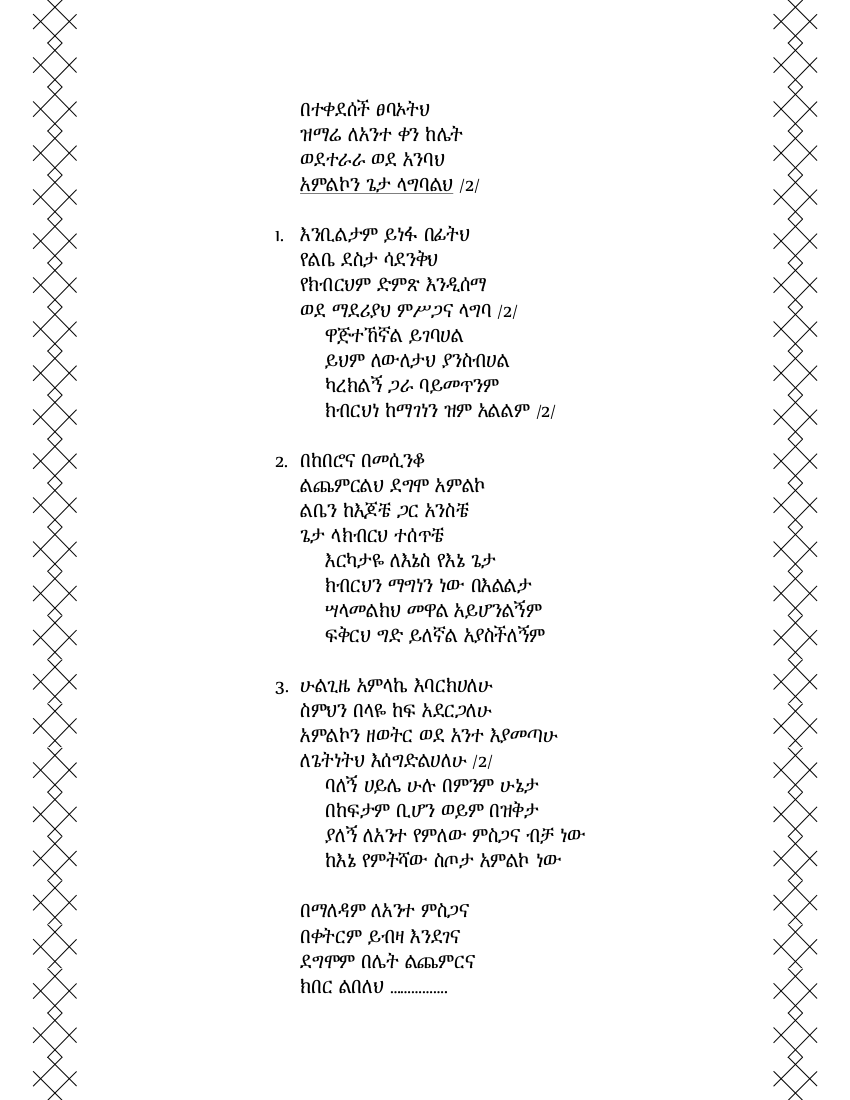 በተቀደሰች ፀባኦትህ
ዝማሬ ለአንተ ቀን ከሌት
ወደተራራ ወደ አንባህ
አምልኮን ጌታ ላግባልህ /2/
1. እንቢልታም ይነፋ በፊትህ
የልቤ ደስታ ሳደንቅህ
የክብርህም ድምጽ እንዲሰማ
ወደ ማደሪያህ ምሥጋና ላግባ /2/
ዋጅተኸኛል ይገባሀል
ይህም ለውለታህ ያንስብሀል
ካረክልኝ ጋራ ባይመጥንም
ክብርህነ ከማገነን ዝም አልልም /2/
2. በከበሮና በመሲንቆ
ልጨምርልህ ደግሞ አምልኮ
ልቤን ከእጆቼ ጋር አንስቼ
ጌታ ላክብርህ ተሰጥቼ
እርካታዬ ለእኔስ የእኔ ጌታ
ክብርህን ማግነን ነው በእልልታ
ሣላመልክህ መዋል አይሆንልኝም
ፍቅርህ ግድ ይለኛል አያስችለኝም
3. ሁልጊዜ አምላኬ እባርክሀለሁ
ስምህን በላዬ ከፍ አደርጋለሁ
አምልኮን ዘወትር ወደ አንተ እያመጣሁ
ለጌትነትህ እሰግድልሀለሁ /2/
ባለኝ ሀይሌ ሁሉ በምንም ሁኔታ
በከፍታም ቢሆን ወይም በዝቅታ
ያለኝ ለአንተ የምለው ምስጋና ብቻ ነው
ከእኔ የምትሻው ስጦታ አምልኮ ነው
በማለዳም ለአንተ ምስጋና
በቀትርም ይብዛ እንደገና
ደግሞም በሌት ልጨምርና
ክበር ልበለህ ................